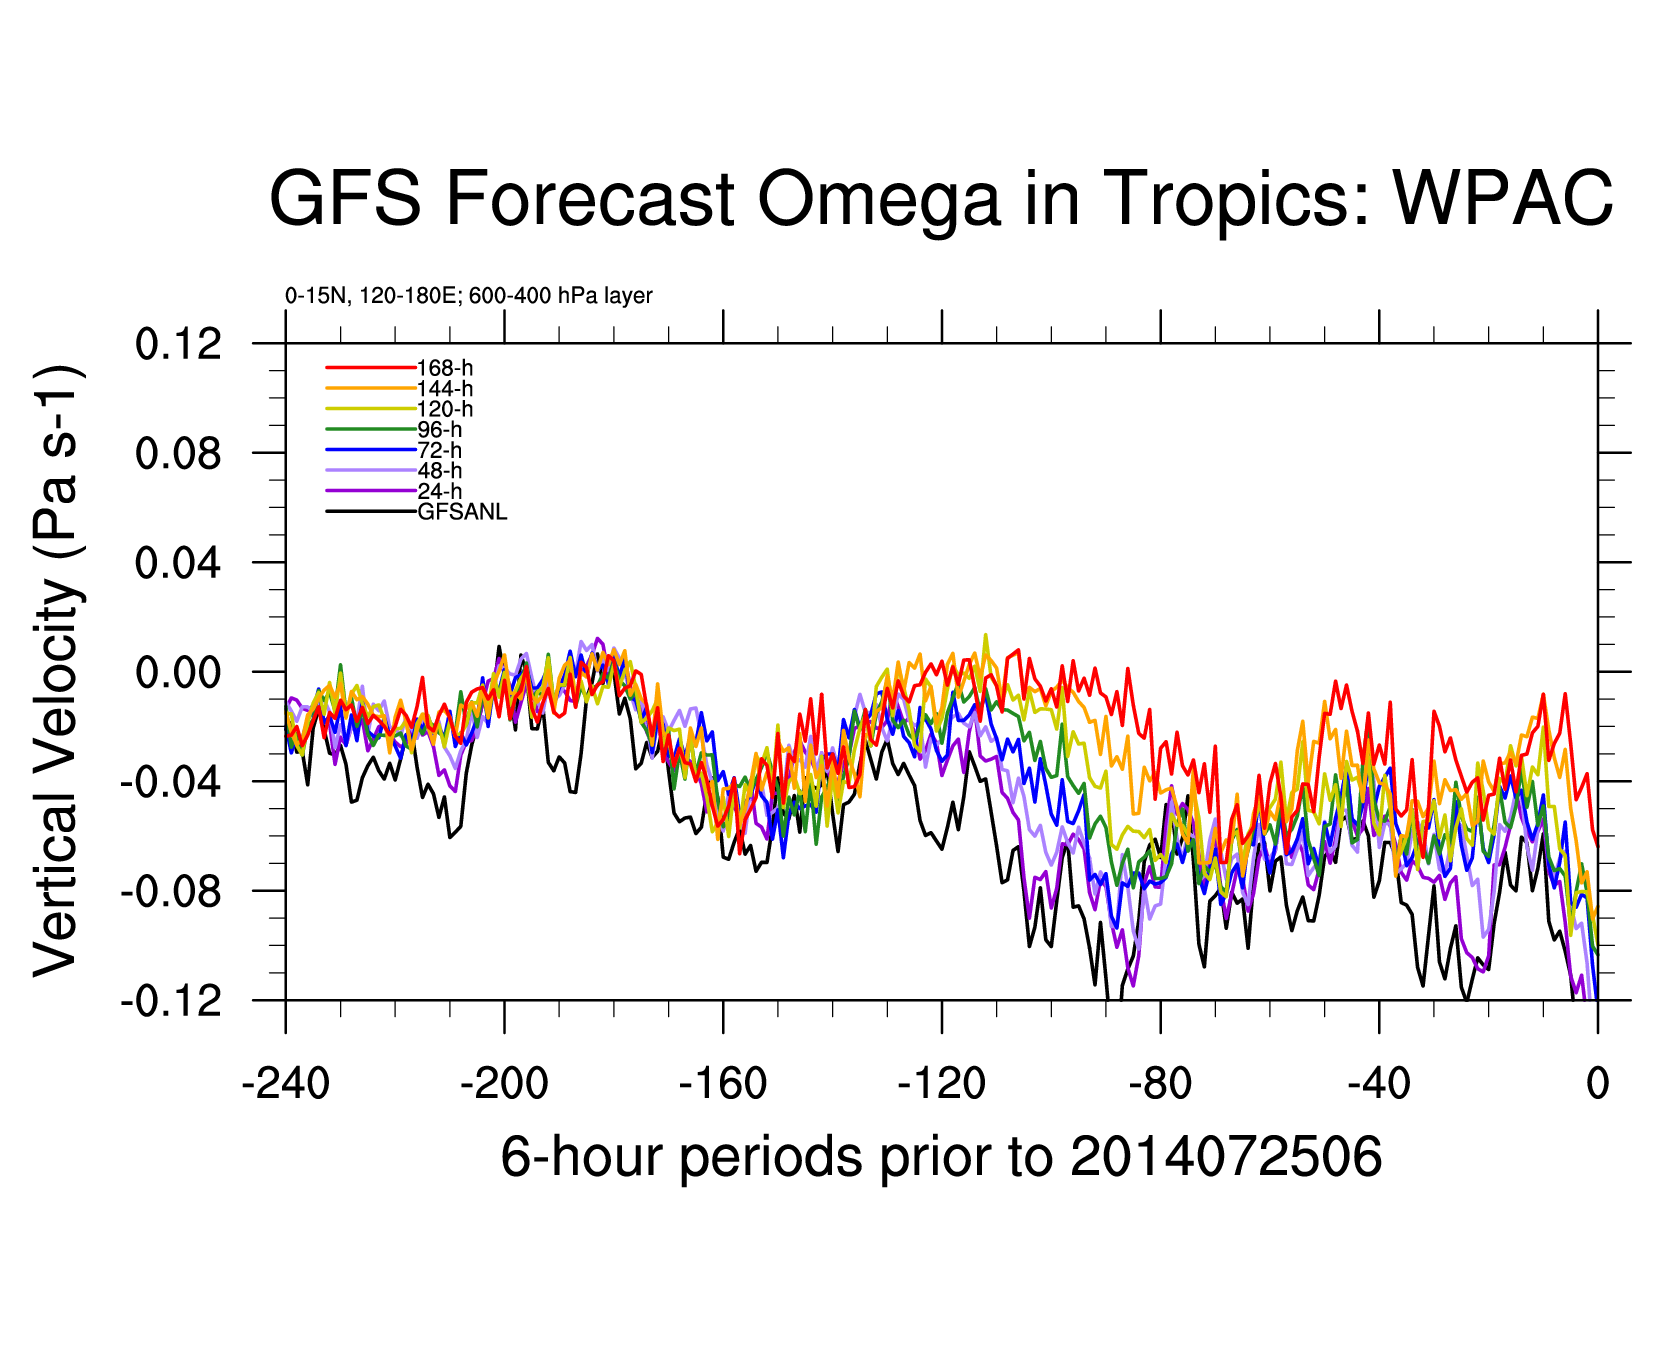 GFS Forecast Omega in Tropics: WPAC
0-15N, 120-180E; 600-400 hPa layer
Vertical Velocity (Pa s-1)
0.12
0.08
0.04
0.00
-0.04
-0.08
-0.12
168-h
144-h
120-h
96-h
72-h
48-h
24-h
GFSANL
-240 -200 -160 -120 -80 -40 0
6-hour periods prior to 2014072506